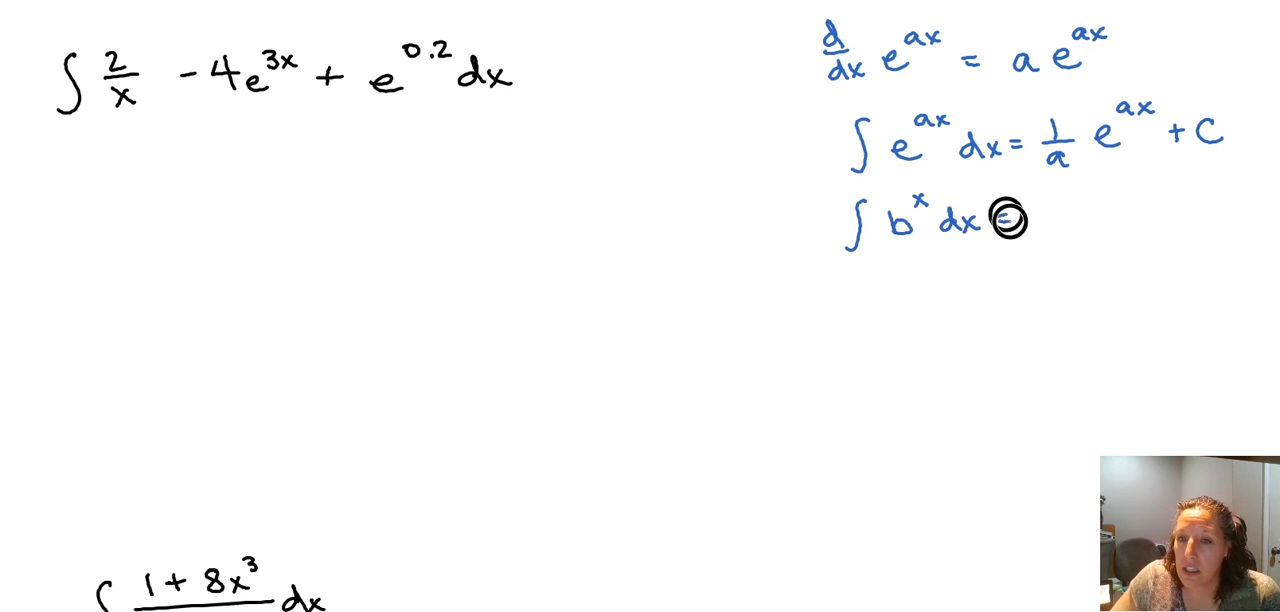 ∫ 2/x - 4e^{3x} + e^{0.2} dx
d/dx e^{ax} = a e^{ax}
∫ e^{ax} dx = 1/a e^{ax} + C
∫ b^x dx =
∫ 1 + 8x^3 dx